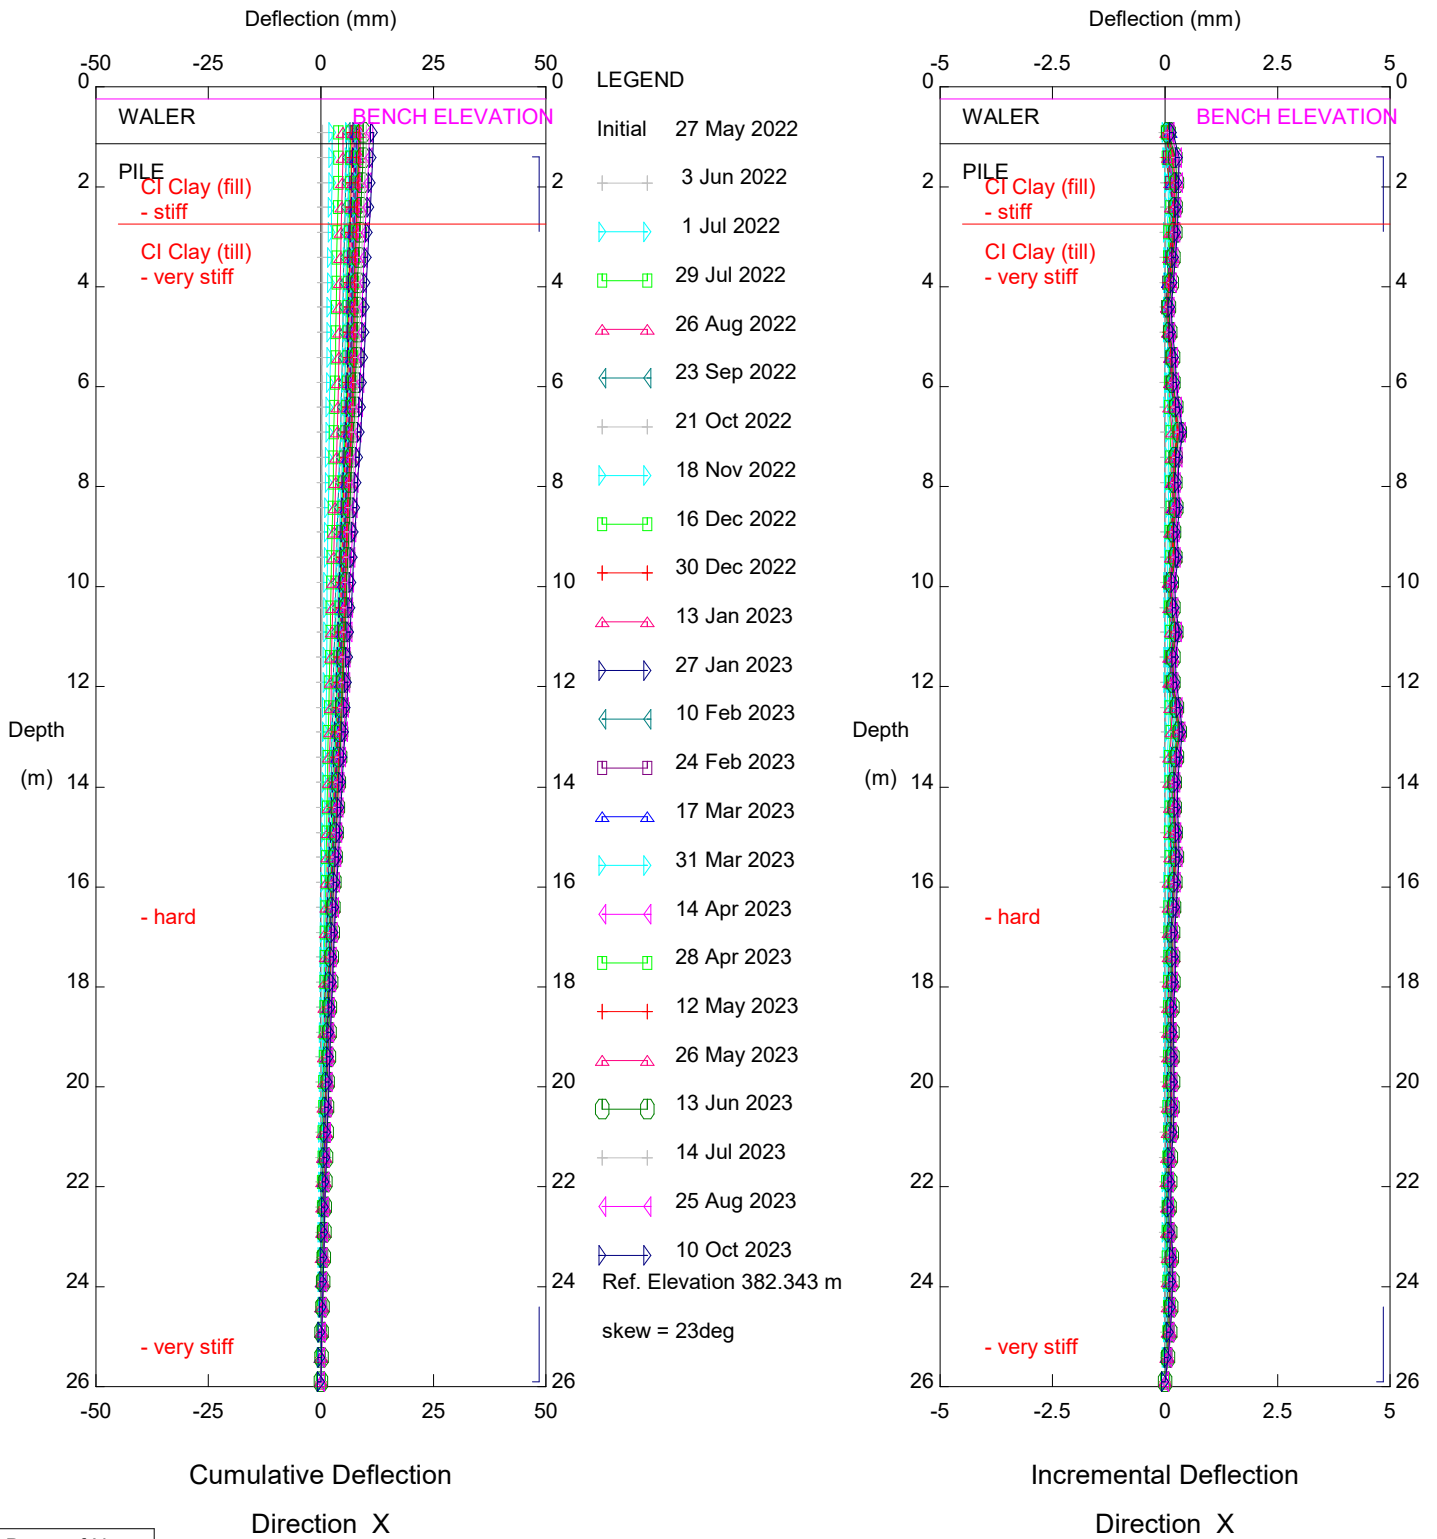 Deflection (mm)
-50 -25 0 25 50
0 0
WALER
BENCH ELEVATION
PILE
CI Clay (fill)
- stiff
CI Clay (till)
- very stiff
2 2
4 4
6 6
8 8
10 10
12 12
Depth
(m)
14 14
16 16
- hard
18 18
20 20
22 22
24 24
- very stiff
26 26
-50 -25 0 25 50
Cumulative Deflection
Direction X
LEGEND
Initial 27 May 2022
3 Jun 2022
1 Jul 2022
29 Jul 2022
26 Aug 2022
23 Sep 2022
21 Oct 2022
18 Nov 2022
16 Dec 2022
30 Dec 2022
13 Jan 2023
27 Jan 2023
10 Feb 2023
24 Feb 2023
17 Mar 2023
31 Mar 2023
14 Apr 2023
28 Apr 2023
12 May 2023
26 May 2023
13 Jun 2023
14 Jul 2023
25 Aug 2023
10 Oct 2023
Ref. Elevation 382.343 m
skew = 23deg
Deflection (mm)
-5 -2.5 0 2.5 5
0 0
WALER
BENCH ELEVATION
PILE
CI Clay (fill)
- stiff
CI Clay (till)
- very stiff
2 2
4 4
6 6
8 8
10 10
12 12
Depth
(m)
14 14
16 16
- hard
18 18
20 20
22 22
24 24
- very stiff
26 26
-5 -2.5 0 2.5 5
Incremental Deflection
Direction X